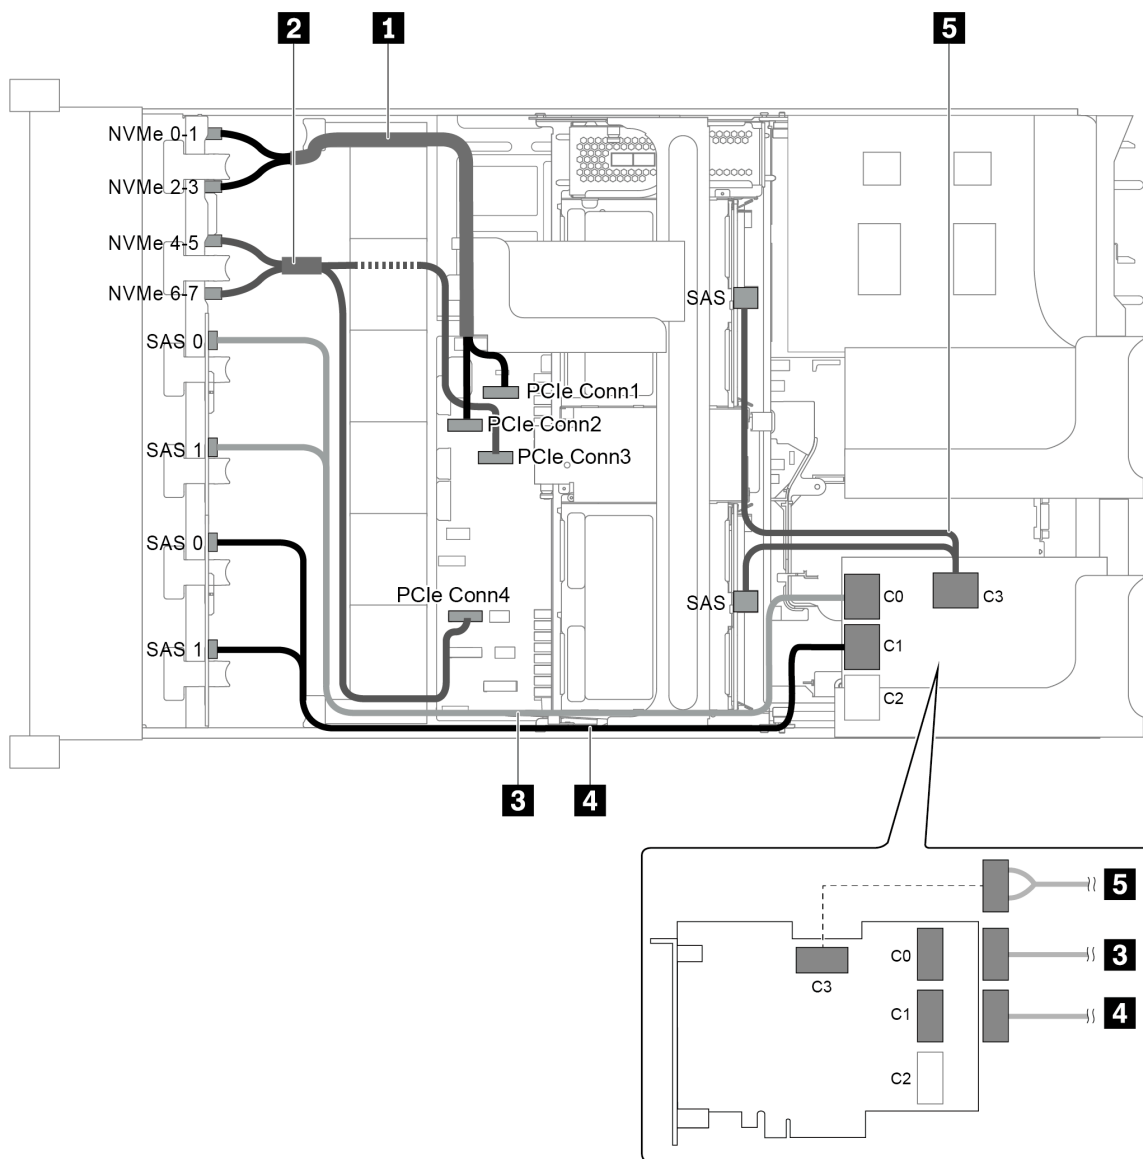 2
1
5
NVMe 0-1
NVMe 2-3
NVMe 4-5
NVMe 6-7
SAS
SAS 0
PCIe Conn1
PCIe Conn2
SAS 1
PCIe Conn3
SAS 0
PCIe Conn4
C0
C3
SAS
SAS 1
C1
C2
3
4
5
C0
3
C3
C1
4
C2